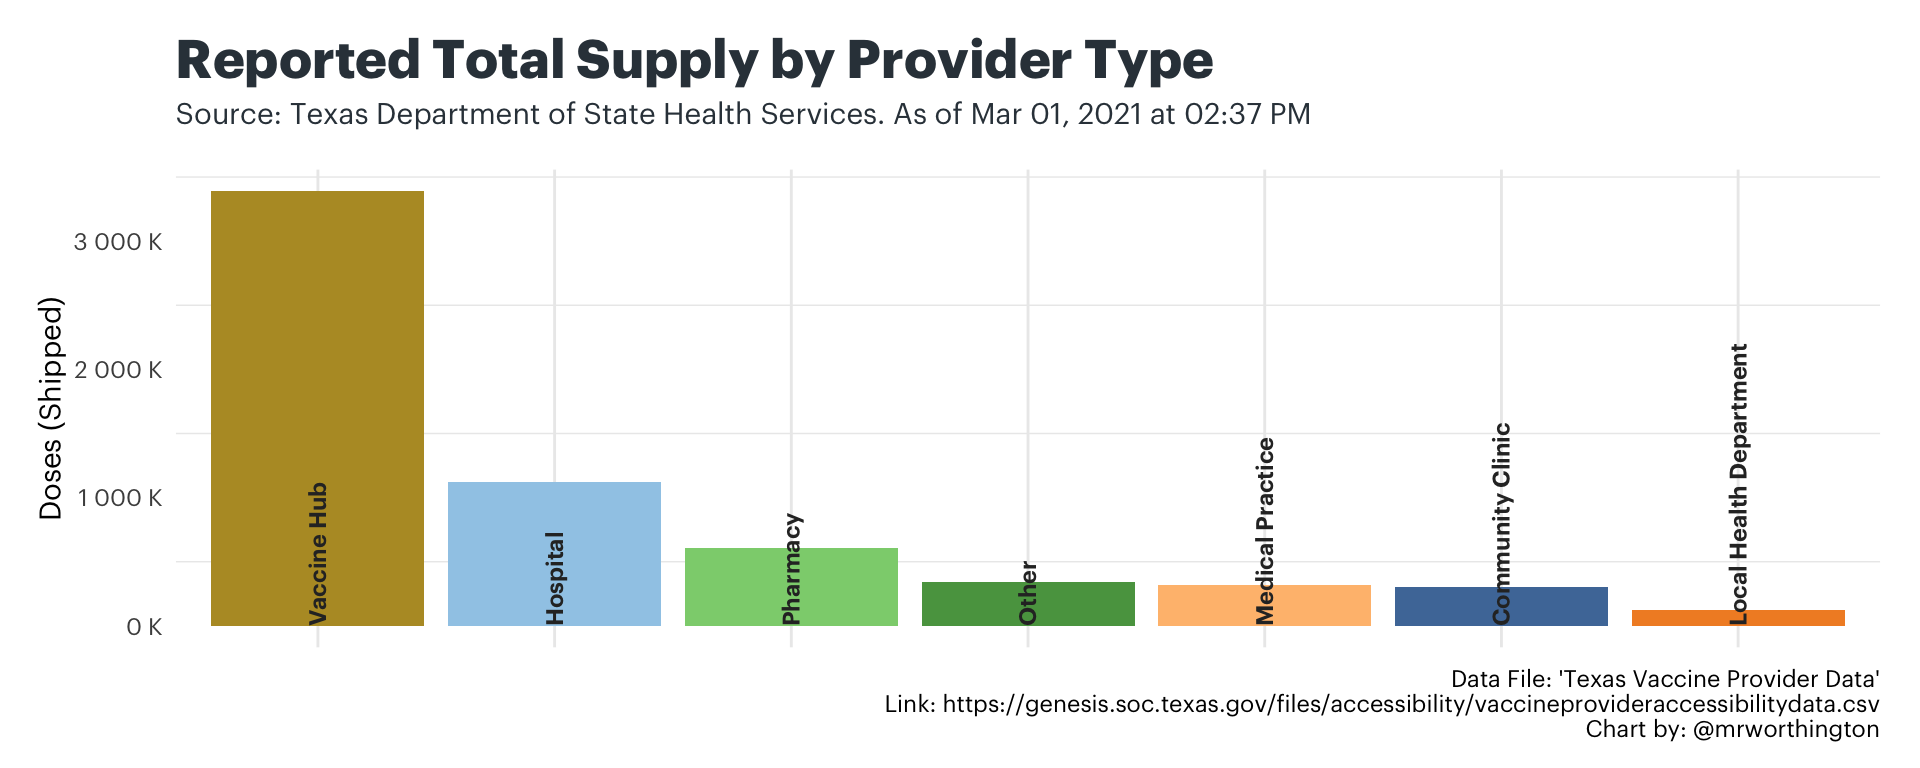 Reported Total Supply by Provider Type
Source: Texas Department of State Health Services. As of Mar 01, 2021 at 02:37 PM
Doses (Shipped)
3 000 K
2 000 K
1 000 K
0 K
Vaccine Hub
Hospital
Pharmacy
Other
Medical Practice
Community Clinic
Local Health Department
Data File: 'Texas Vaccine Provider Data'
Link: https://genesis.soc.texas.gov/files/accessibility/vaccineprovideraccessibilitydata.csv
Chart by: @mrworthington